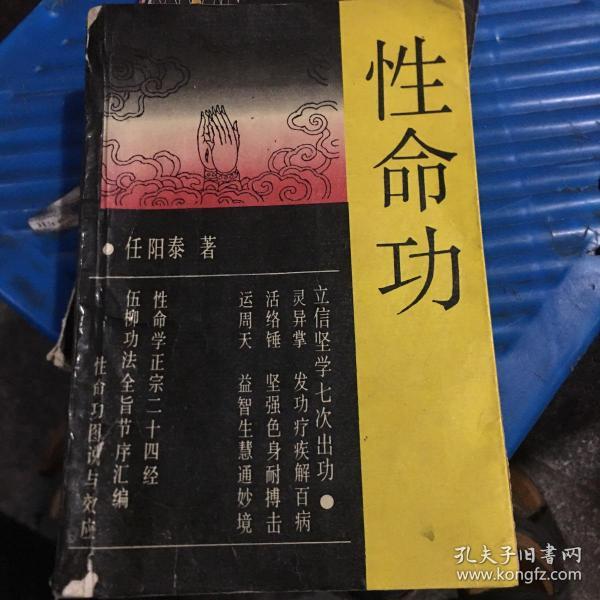 性命功
任阳泰 著
立信坚学七次出功
灵异掌 发功疗疾解百病
活络锤 坚强色身耐搏击
运周天 益智生慧通妙境
性命学正宗二十四经
伍柳功法全旨节序汇编
性命功图谈与效应
孔夫子旧书网
www.kongfz.com